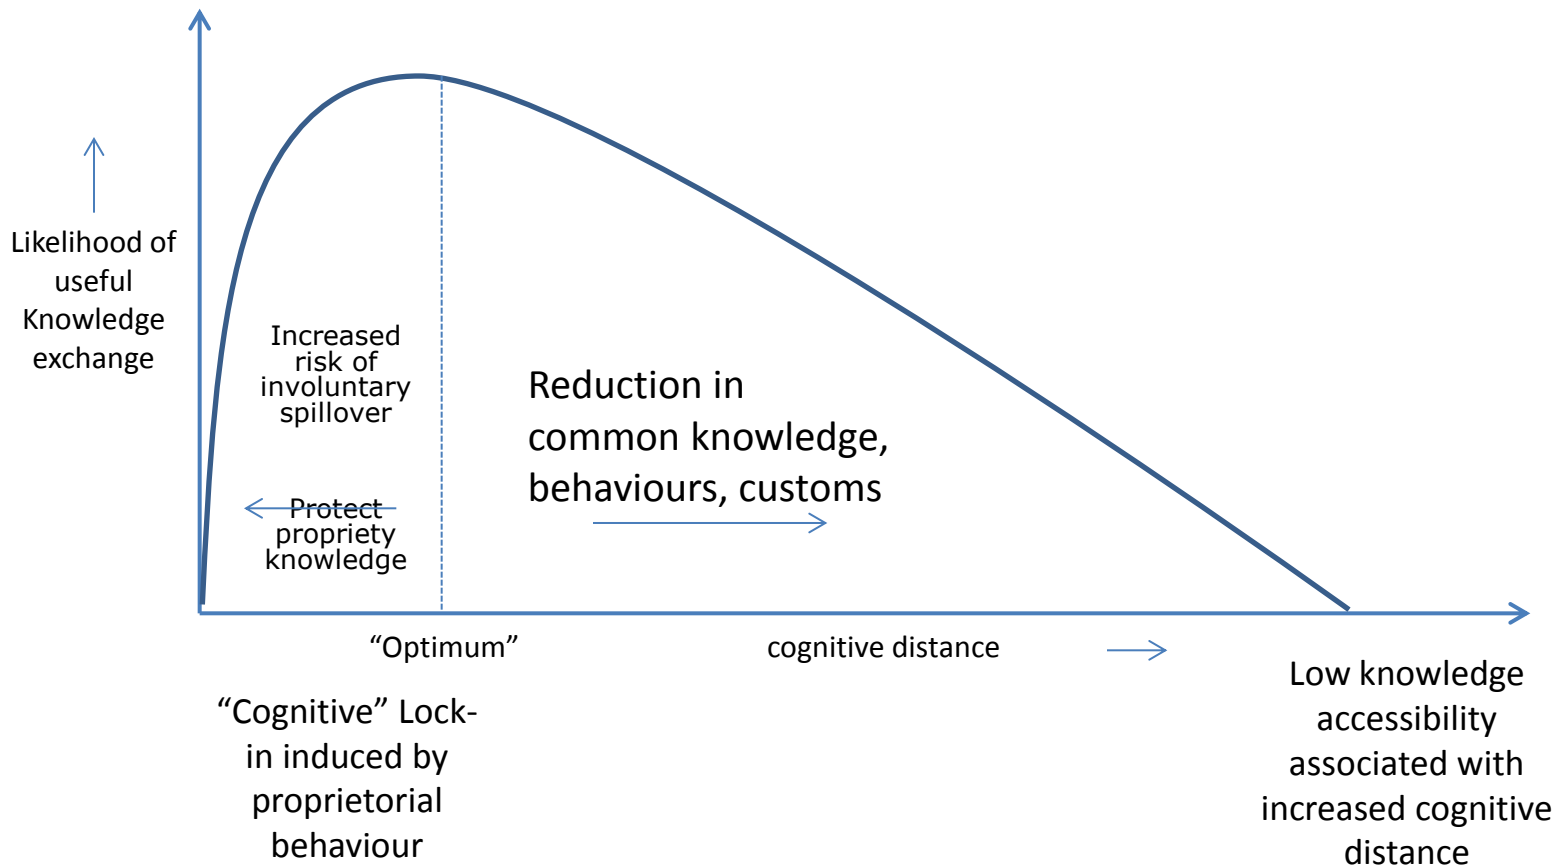 Likelihood of
useful
Knowledge
exchange
Increased
risk of
involuntary
spillover
Protect
propriety
knowledge
Reduction in
common knowledge,
behaviours, customs
“Optimum”
cognitive distance
“Cognitive” Lock-
in induced by
proprietorial
behaviour
Low knowledge
accessibility
associated with
increased cognitive
distance